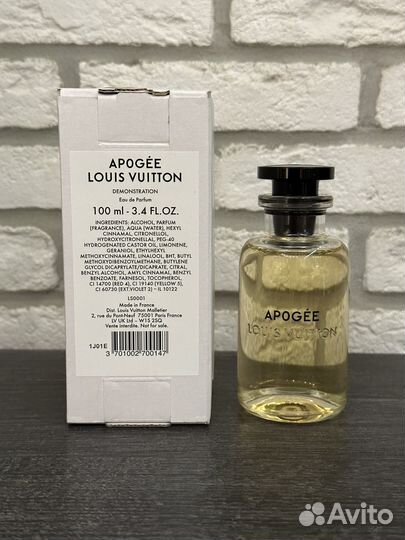 APOGÉE
LOUIS VUITTON
DEMONSTRATION
Eau de Parfum
100 ml - 3.4 FL.OZ.
INGREDIENTS: ALCOHOL, PARFUM
(FRAGRANCE), AQUA (WATER), HEXYL
CINNAMAL, CITRONELLOL,
HYDROXYCITRONELLAL, PEG-40
HYDROGENATED CASTOR OIL, LIMONENE,
GERANIOL, ETHYLHEXYL
METHOXYCINNAMATE, LINALOOL, BHT, BUTYL
METHOXYDIBENZOYLMETHANE, BUTYLENE
GLYCOL DICAPRYLATE/DICAPRATE, CITRAL,
BENZYL ALCOHOL, AMYL CINNAMAL, BENZYL
BENZOATE, FARNESOL, TOCOPHEROL,
CI 14700 (RED 4), CI 19140 (YELLOW 5),
CI 60730 (EXT.VIOLET 2) - IL 10122
LS0001
Made in France
Dist. Louis Vuitton Malletier
2, rue du Pont-Neuf 75001 Paris France
LV UK Ltd - W1S 2SQ
Vente interdite. Not for sale.
1J01E
3 701002 700147
APOGÉE
LOUIS VUITTON
Avito